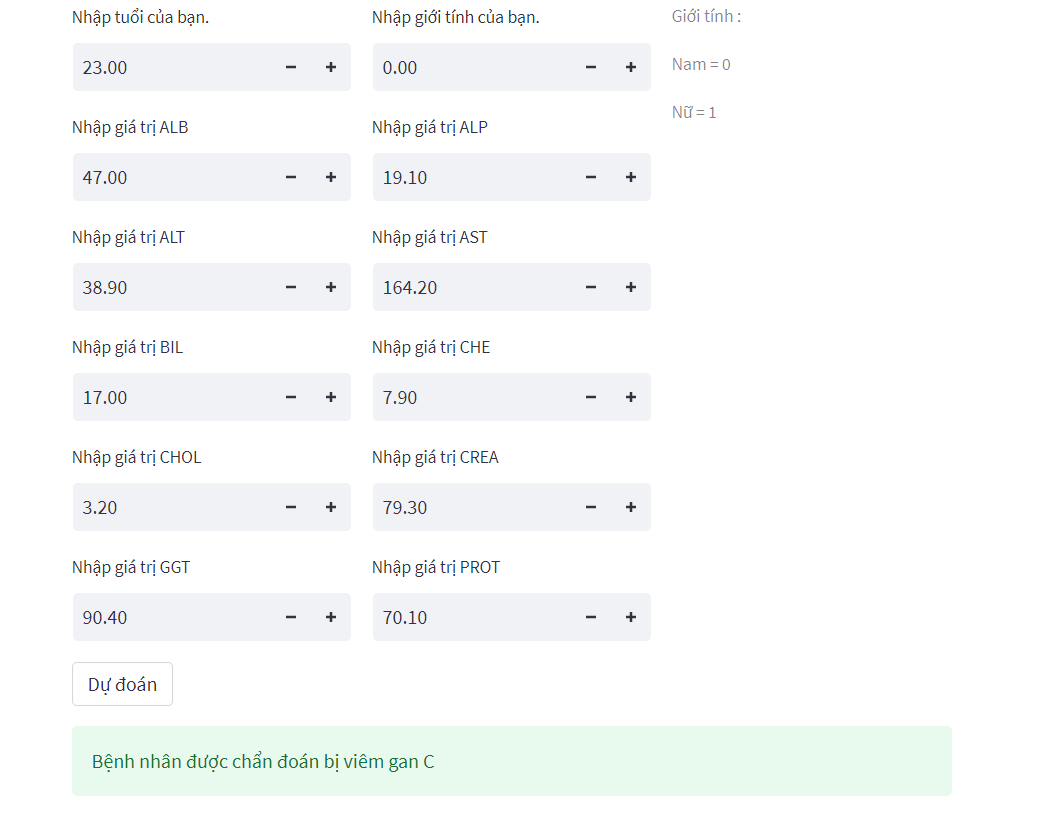 Nhập tuổi của bạn.
Nhập giới tính của bạn.
Giới tính :
23.00
0.00
Nam = 0
Nữ = 1
Nhập giá trị ALB
Nhập giá trị ALP
47.00
19.10
Nhập giá trị ALT
Nhập giá trị AST
38.90
164.20
Nhập giá trị BIL
Nhập giá trị CHE
17.00
7.90
Nhập giá trị CHOL
Nhập giá trị CREA
3.20
79.30
Nhập giá trị GGT
Nhập giá trị PROT
90.40
70.10
Dự đoán
Bệnh nhân được chẩn đoán bị viêm gan C